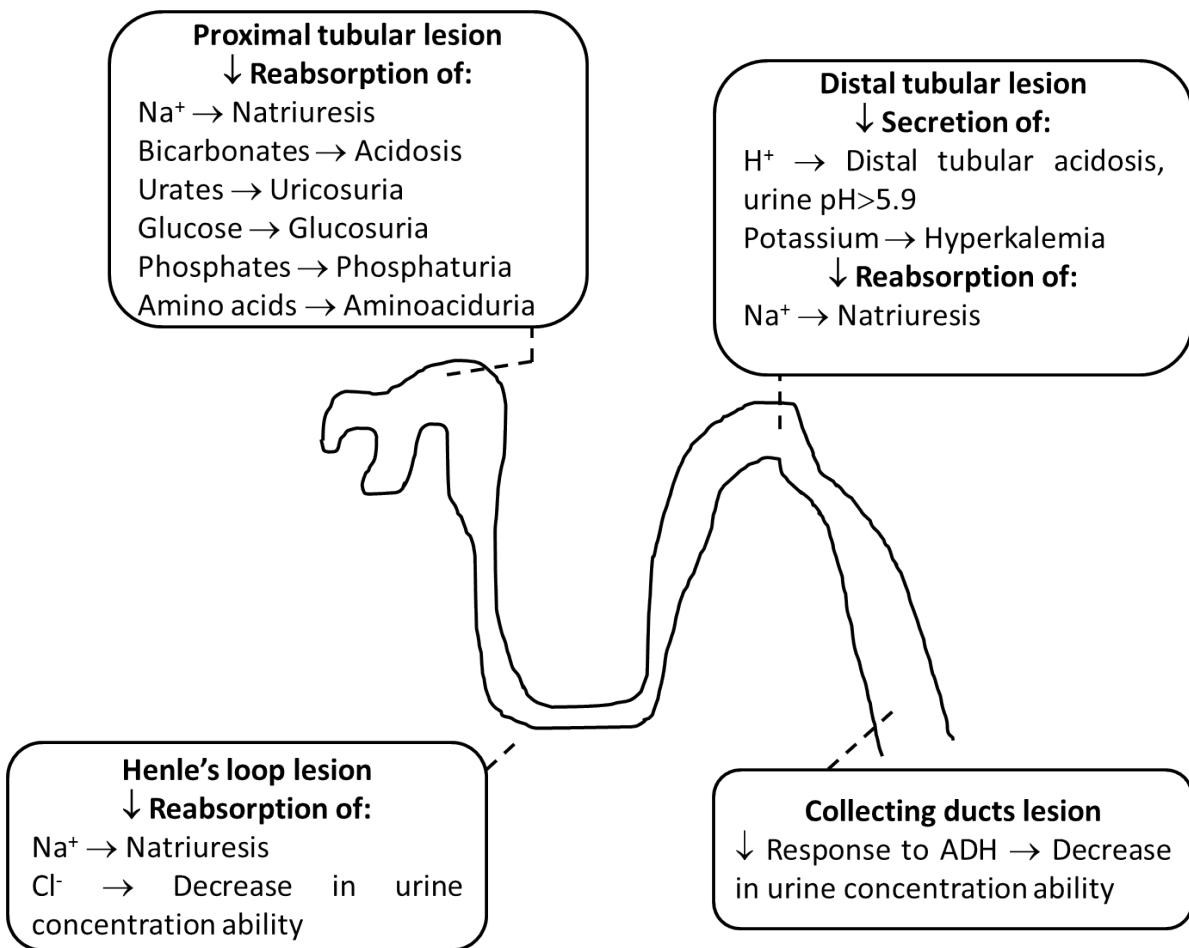 Proximal tubular lesion
↓ Reabsorption of:
Na⁺ → Natriuresis
Bicarbonates → Acidosis
Urates → Uricosuria
Glucose → Glucosuria
Phosphates → Phosphaturia
Amino acids → Aminoaciduria
Distal tubular lesion
↓ Secretion of:
H⁺ → Distal tubular acidosis,
urine pH>5.9
Potassium → Hyperkalemia
↓ Reabsorption of:
Na⁺ → Natriuresis
Henle's loop lesion
↓ Reabsorption of:
Na⁺ → Natriuresis
Cl⁻ → Decrease in urine
concentration ability
Collecting ducts lesion
↓ Response to ADH → Decrease
in urine concentration ability